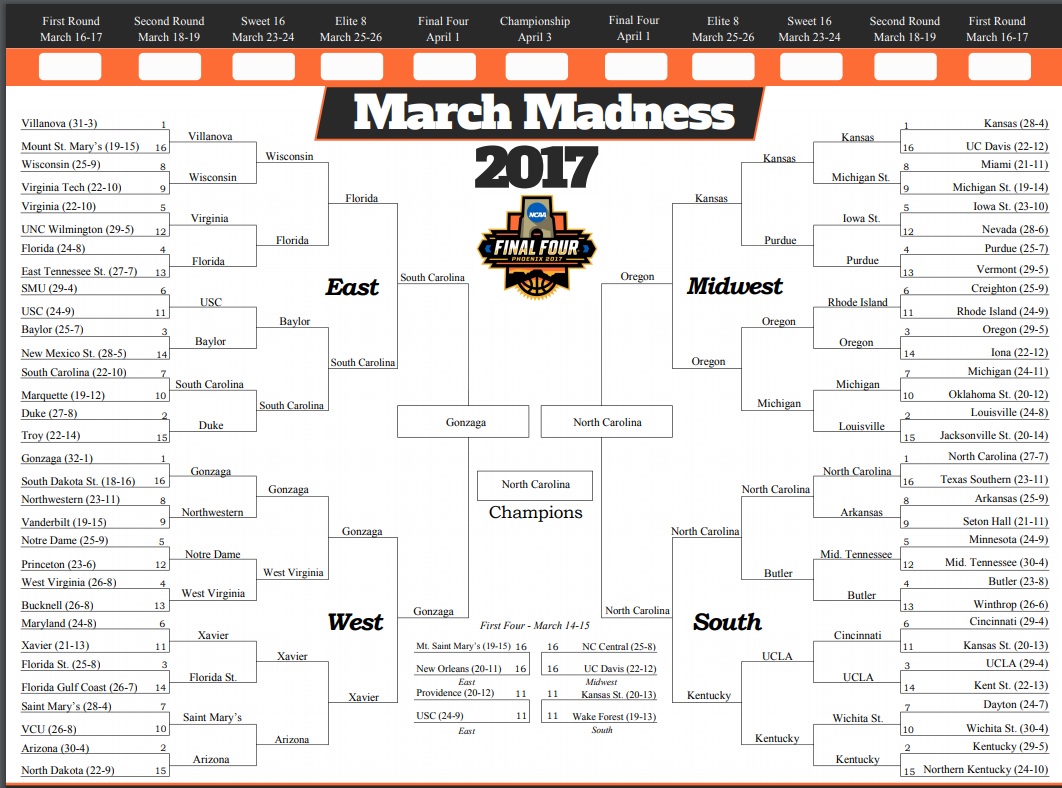 First Round Second Round Sweet 16 Elite 8 Final Four Championship Final Four Elite 8 Sweet 16 Second Round First Round
March 16-17 March 18-19 March 23-24 March 25-26 April 1 April 3 April 1 March 25-26 March 23-24 March 18-19 March 16-17
March Madness
2017
NCAA
FINAL FOUR
PHOENIX 2017
East
Villanova (31-3) 1
Mount St. Mary's (19-15) 16
Wisconsin (25-9) 8
Virginia Tech (22-10) 9
Virginia (22-10) 5
UNC Wilmington (29-5) 12
Florida (24-8) 4
East Tennessee St. (27-7) 13
SMU (29-4) 6
USC (24-9) 11
Baylor (25-7) 3
New Mexico St. (28-5) 14
South Carolina (22-10) 7
Marquette (19-12) 10
Duke (27-8) 2
Troy (22-14) 15
Villanova
Wisconsin
Virginia
Florida
USC
Baylor
South Carolina
Duke
Wisconsin
Florida
Baylor
South Carolina
Florida
South Carolina
South Carolina
West
Gonzaga (32-1) 1
South Dakota St. (18-16) 16
Northwestern (23-11) 8
Vanderbilt (19-15) 9
Notre Dame (25-9) 5
Princeton (23-6) 12
West Virginia (26-8) 4
Bucknell (26-8) 13
Maryland (24-8) 6
Xavier (21-13) 11
Florida St. (25-8) 3
Florida Gulf Coast (26-7) 14
Saint Mary's (28-4) 7
VCU (26-8) 10
Arizona (30-4) 2
North Dakota (22-9) 15
Gonzaga
Northwestern
Notre Dame
West Virginia
Xavier
Florida St.
Saint Mary's
Arizona
Gonzaga
West Virginia
Xavier
Arizona
Gonzaga
Xavier
Gonzaga
Gonzaga
North Carolina
North Carolina
Champions
Midwest
1 Kansas (28-4)
16 UC Davis (22-12)
8 Miami (21-11)
9 Michigan St. (19-14)
5 Iowa St. (23-10)
12 Nevada (28-6)
4 Purdue (25-7)
13 Vermont (29-5)
6 Creighton (25-9)
11 Rhode Island (24-9)
3 Oregon (29-5)
14 Iona (22-12)
7 Michigan (24-11)
10 Oklahoma St. (20-12)
2 Louisville (24-8)
15 Jacksonville St. (20-14)
Kansas
Michigan St.
Iowa St.
Purdue
Rhode Island
Oregon
Michigan
Louisville
Kansas
Purdue
Oregon
Michigan
Kansas
Oregon
Oregon
South
1 North Carolina (27-7)
16 Texas Southern (23-11)
8 Arkansas (25-9)
9 Seton Hall (21-11)
5 Minnesota (24-9)
12 Mid. Tennessee (30-4)
4 Butler (23-8)
13 Winthrop (26-6)
6 Cincinnati (29-4)
11 Kansas St. (20-13)
3 UCLA (29-4)
14 Kent St. (22-13)
7 Dayton (24-7)
10 Wichita St. (30-4)
2 Kentucky (29-5)
15 Northern Kentucky (24-10)
North Carolina
Arkansas
Mid. Tennessee
Butler
Cincinnati
UCLA
Wichita St.
Kentucky
North Carolina
Butler
UCLA
Kentucky
North Carolina
Kentucky
North Carolina
First Four - March 14-15
Mt. Saint Mary's (19-15) 16 16 NC Central (25-8)
New Orleans (20-11) 16 16 UC Davis (22-12)
East Midwest
Providence (20-12) 11 11 Kansas St. (20-13)
USC (24-9) 11 11 Wake Forest (19-13)
East South